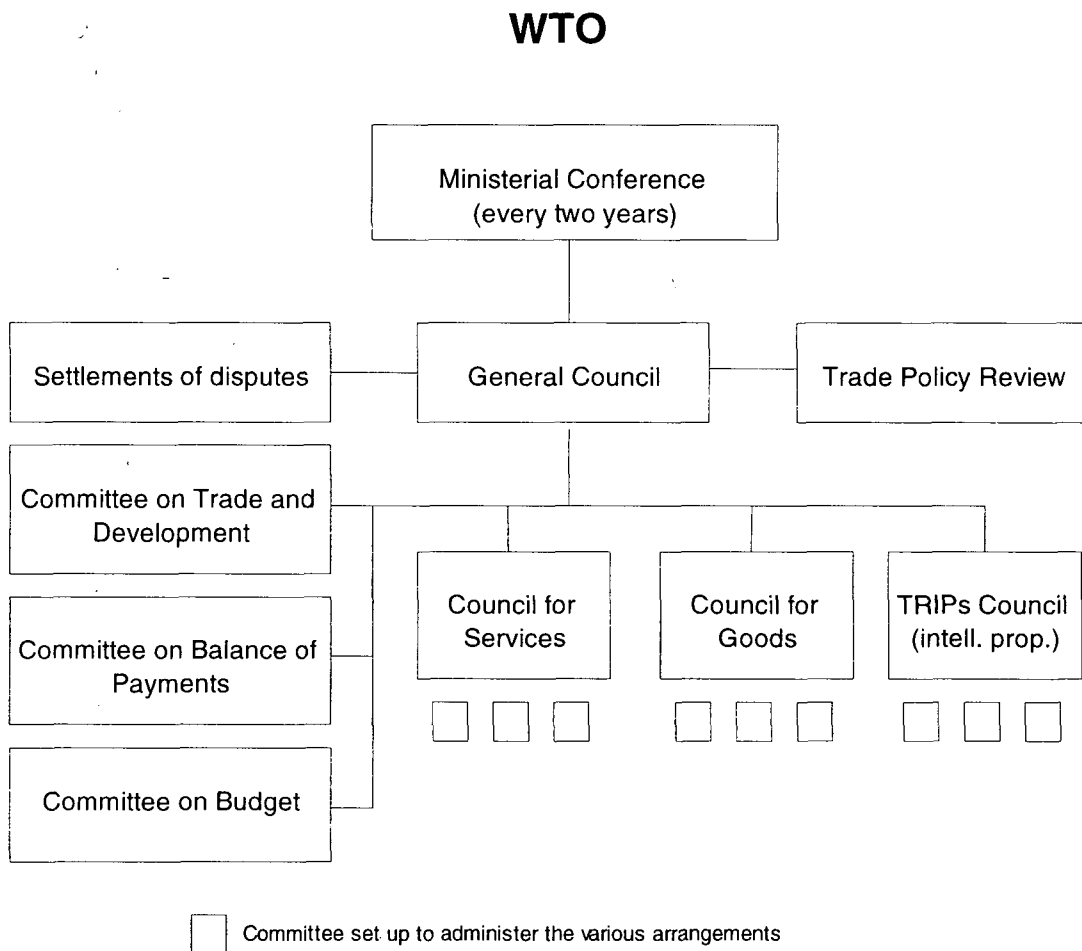 WTO
Ministerial Conference
(every two years)
Settlements of disputes
General Council
Trade Policy Review
Committee on Trade and
Development
Council for
Services
Council for
Goods
TRIPs Council
(intell. prop.)
Committee on Balance of
Payments
Committee on Budget
Committee set up to administer the various arrangements